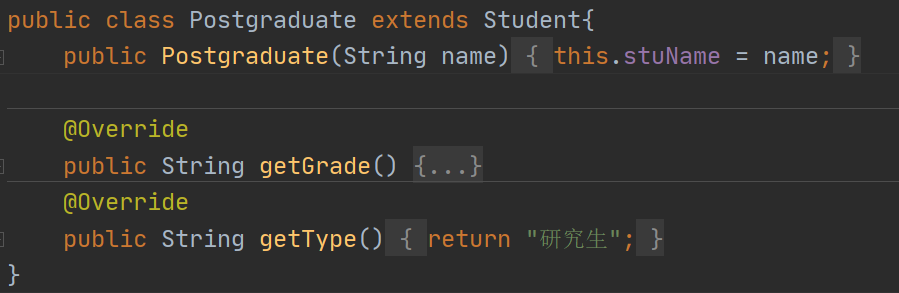 public class Postgraduate extends Student{
public Postgraduate(String name) { this.stuName = name; }
@Override
public String getGrade() {...}
@Override
public String getType() { return "研究生"; }
}